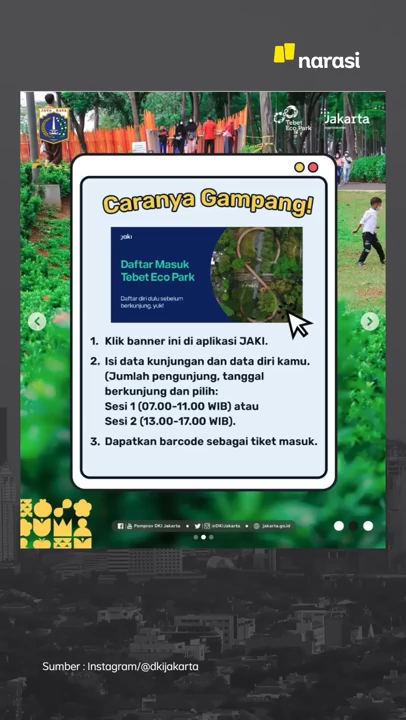 narasi
JAYA RAYA
Tebet
Eco Park
Jakarta
Caranya Gampang!
jaki
Daftar Masuk
Tebet Eco Park
Daftar diri dulu sebelum
berkunjung, yuk!
1. Klik banner ini di aplikasi JAKI.
2. Isi data kunjungan dan data diri kamu.
(Jumlah pengunjung, tanggal
berkunjung dan pilih:
Sesi 1 (07.00-11.00 WIB) atau
Sesi 2 (13.00-17.00 WIB).
3. Dapatkan barcode sebagai tiket masuk.
Pemprov DKI Jakarta
@DKIJakarta
jakarta.go.id
Sumber : Instagram/@dkijakarta